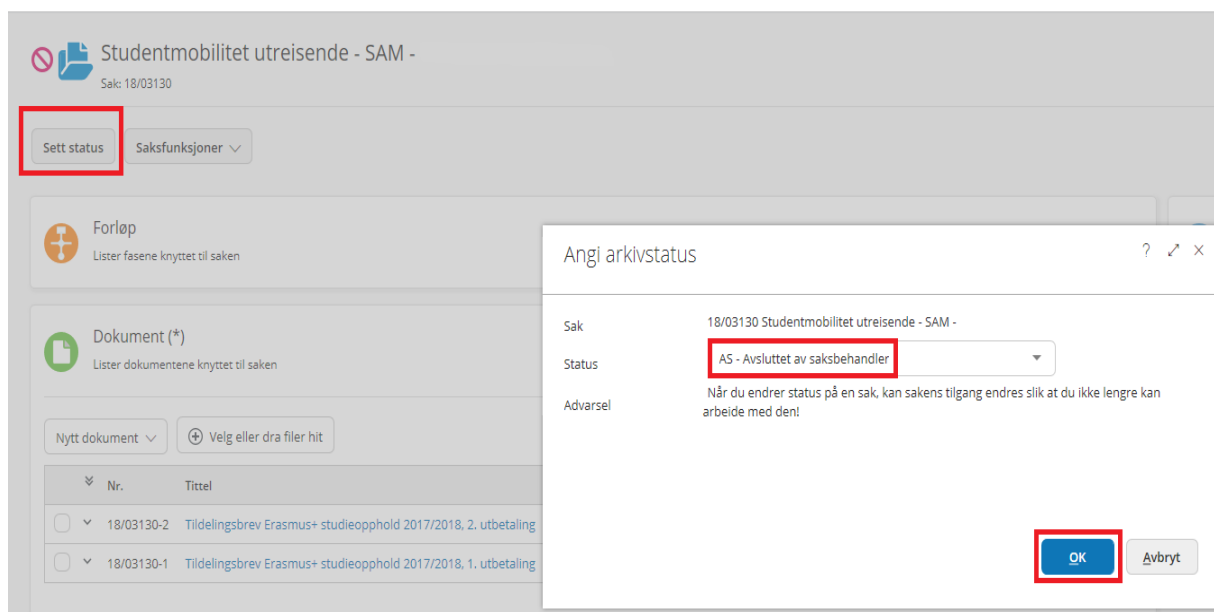 Studentmobilitet utreisende - SAM -
Sak: 18/03130
Sett status
Saksfunksjoner
Forløp
Lister fasene knyttet til saken
Dokument (*)
Lister dokumentene knyttet til saken
Nytt dokument
Velg eller dra filer hit
Nr. Tittel
18/03130-2 Tildelingsbrev Erasmus+ studieopphold 2017/2018, 2. utbetaling
18/03130-1 Tildelingsbrev Erasmus+ studieopphold 2017/2018, 1. utbetaling
Angi arkivstatus ?
Sak 18/03130 Studentmobilitet utreisende - SAM -
Status AS - Avsluttet av saksbehandler
Advarsel Når du endrer status på en sak, kan sakens tilgang endres slik at du ikke lengre kan
arbeide med den!
OK Avbryt